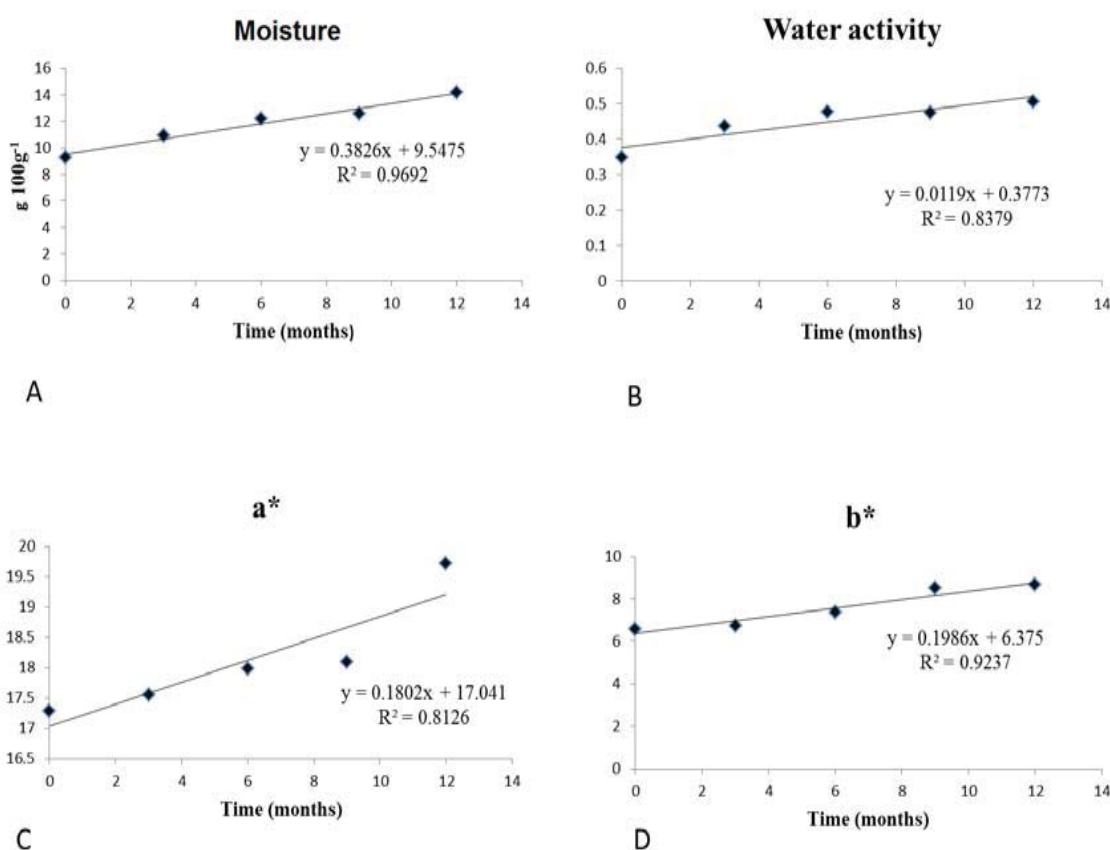 Moisture
16
14
12
10
8
6
4
2
0
g 100g-1
y = 0.3826x + 9.5475
R² = 0.9692
0 2 4 6 8 10 12 14
Time (months)
A
Water activity
0.6
0.5
0.4
0.3
0.2
0.1
0
y = 0.0119x + 0.3773
R² = 0.8379
0 2 4 6 8 10 12 14
Time (months)
B
a*
20
19.5
19
18.5
18
17.5
17
16.5
y = 0.1802x + 17.041
R² = 0.8126
0 2 4 6 8 10 12 14
Time (months)
C
b*
10
8
6
4
2
0
y = 0.1986x + 6.375
R² = 0.9237
0 2 4 6 8 10 12 14
Time (months)
D